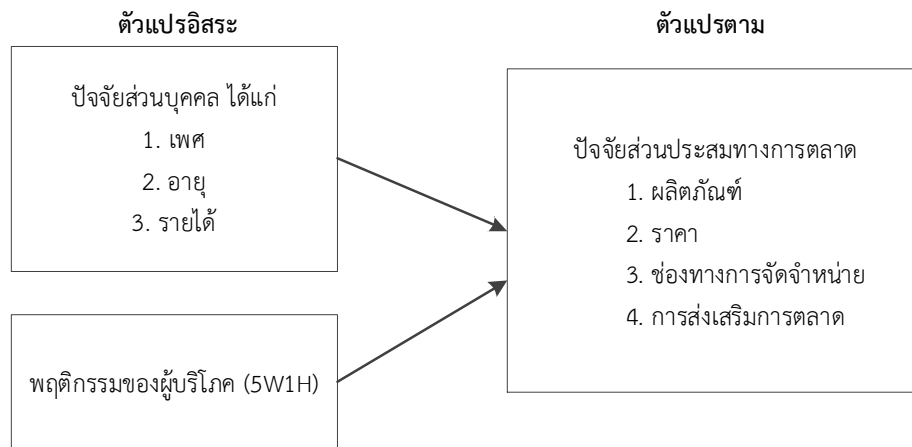 ตัวแปรอิสระ
ปัจจัยส่วนบุคคล ได้แก่
1. เพศ
2. อายุ
3. รายได้
พฤติกรรมของผู้บริโภค (5W1H)
ตัวแปรตาม
ปัจจัยส่วนประสมทางการตลาด
1. ผลิตภัณฑ์
2. ราคา
3. ช่องทางการจัดจำหน่าย
4. การส่งเสริมการตลาด